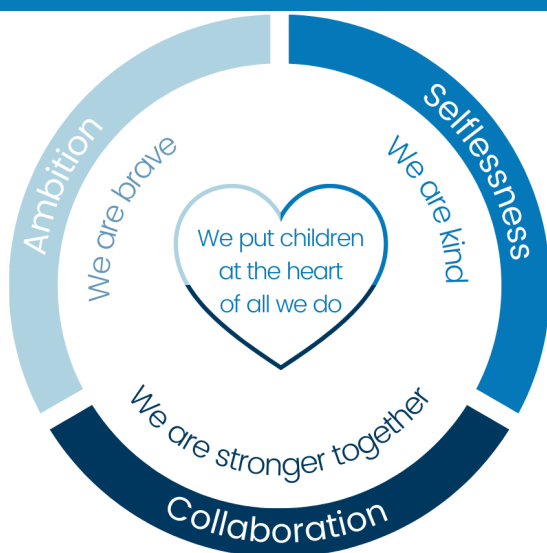 Ambition
We are brave
Selflessness
We are kind
We put children
at the heart
of all we do
We are stronger together
Collaboration